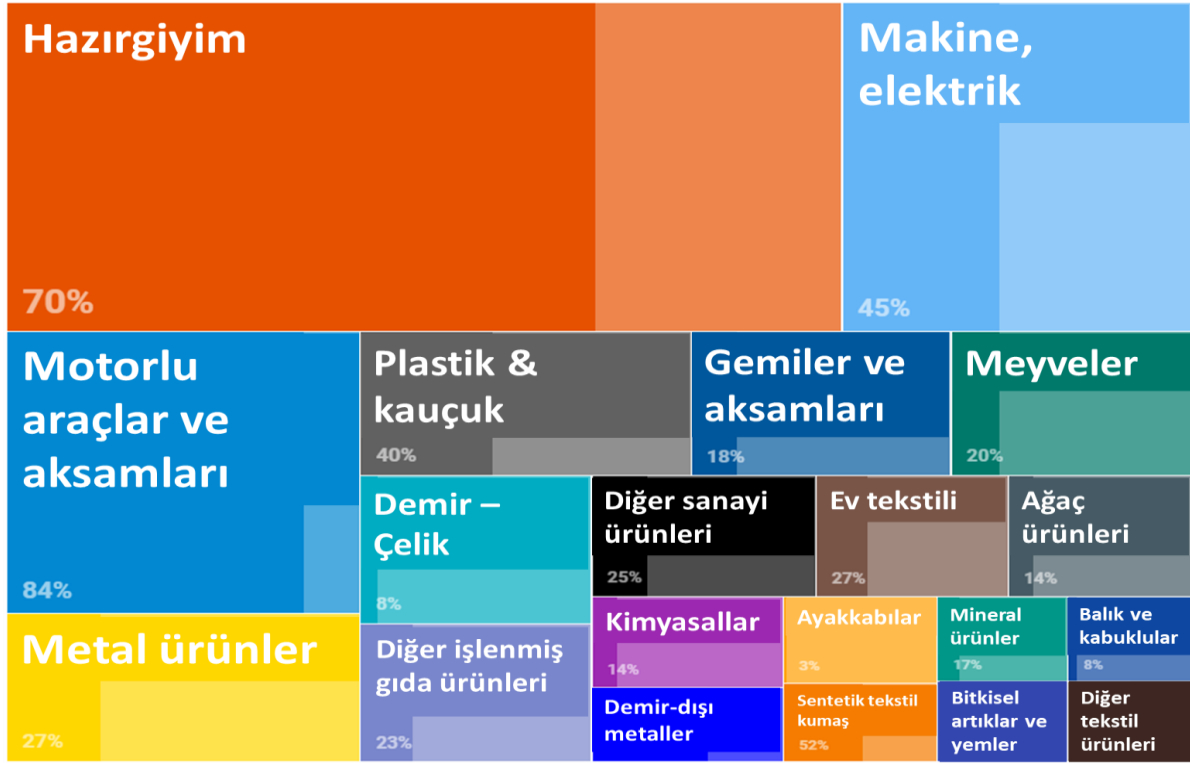 Hazırgiyim
70%
Makine,
elektrik
45%
Motorlu
araçlar ve
aksamları
84%
Plastik &
kauçuk
40%
Gemiler ve
aksamları
18%
Meyveler
20%
Demir –
Çelik
8%
Diğer sanayi
ürünleri
25%
Ev tekstili
27%
Ağaç
ürünleri
14%
Metal ürünler
27%
Diğer işlenmiş
gıda ürünleri
23%
Kimyasallar
14%
Ayakkabılar
3%
Mineral
ürünler
17%
Balık ve
kabuklular
8%
Demir-dışı
metaller
Sentetik tekstil
kumaş
52%
Bitkisel
artıklar ve
yemler
Diğer
tekstil
ürünleri